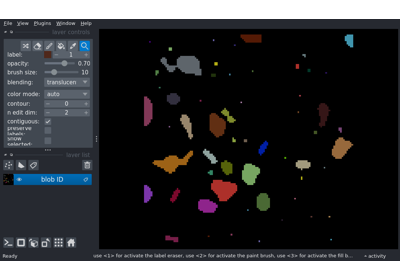 File View Plugins Window Help
layer controls
label: 1
opacity: 0.70
brush size: 10
blending: translucen
color mode: auto
contour: 0
n edit dim: 2
contiguous:
preserve labels:
show selected:
layer list
blob ID
Ready
use <1> for activate the label eraser, use <2> for activate the paint brush, use <3> for activate the fill b...
activity